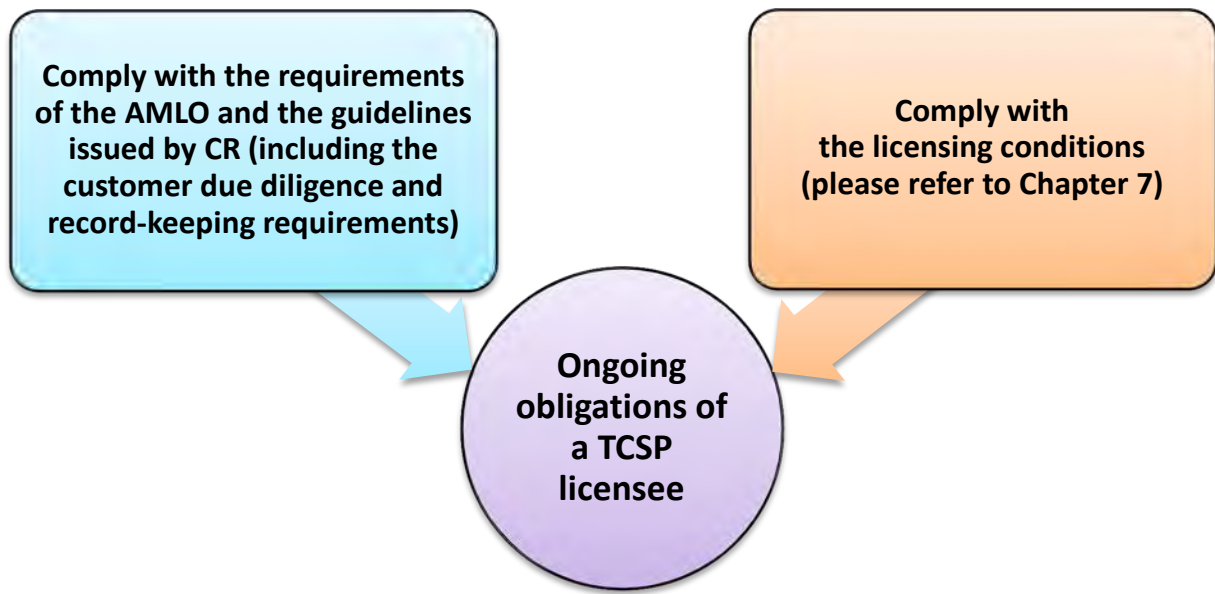 Comply with the requirements
of the AMLO and the guidelines
issued by CR (including the
customer due diligence and
record-keeping requirements)
Comply with
the licensing conditions
(please refer to Chapter 7)
Ongoing
obligations of
a TCSP
licensee